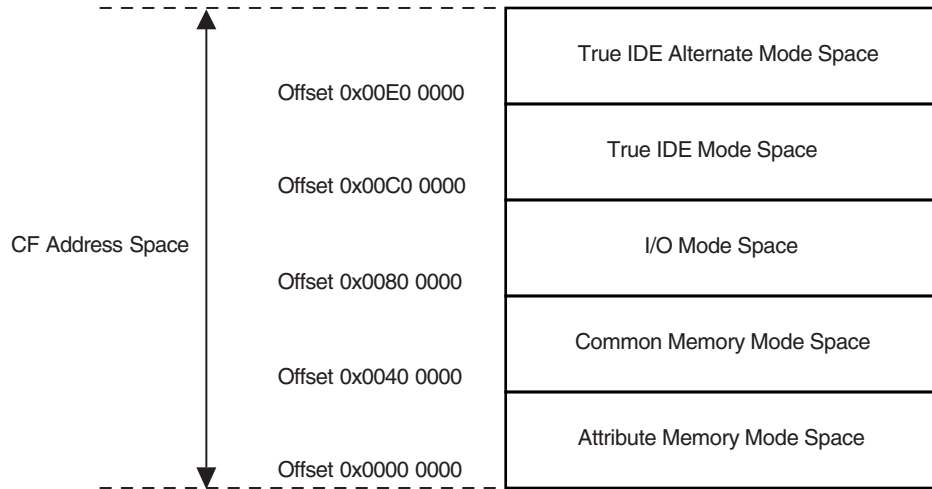 True IDE Alternate Mode Space
Offset 0x00E0 0000
True IDE Mode Space
Offset 0x00C0 0000
CF Address Space
I/O Mode Space
Offset 0x0080 0000
Common Memory Mode Space
Offset 0x0040 0000
Attribute Memory Mode Space
Offset 0x0000 0000